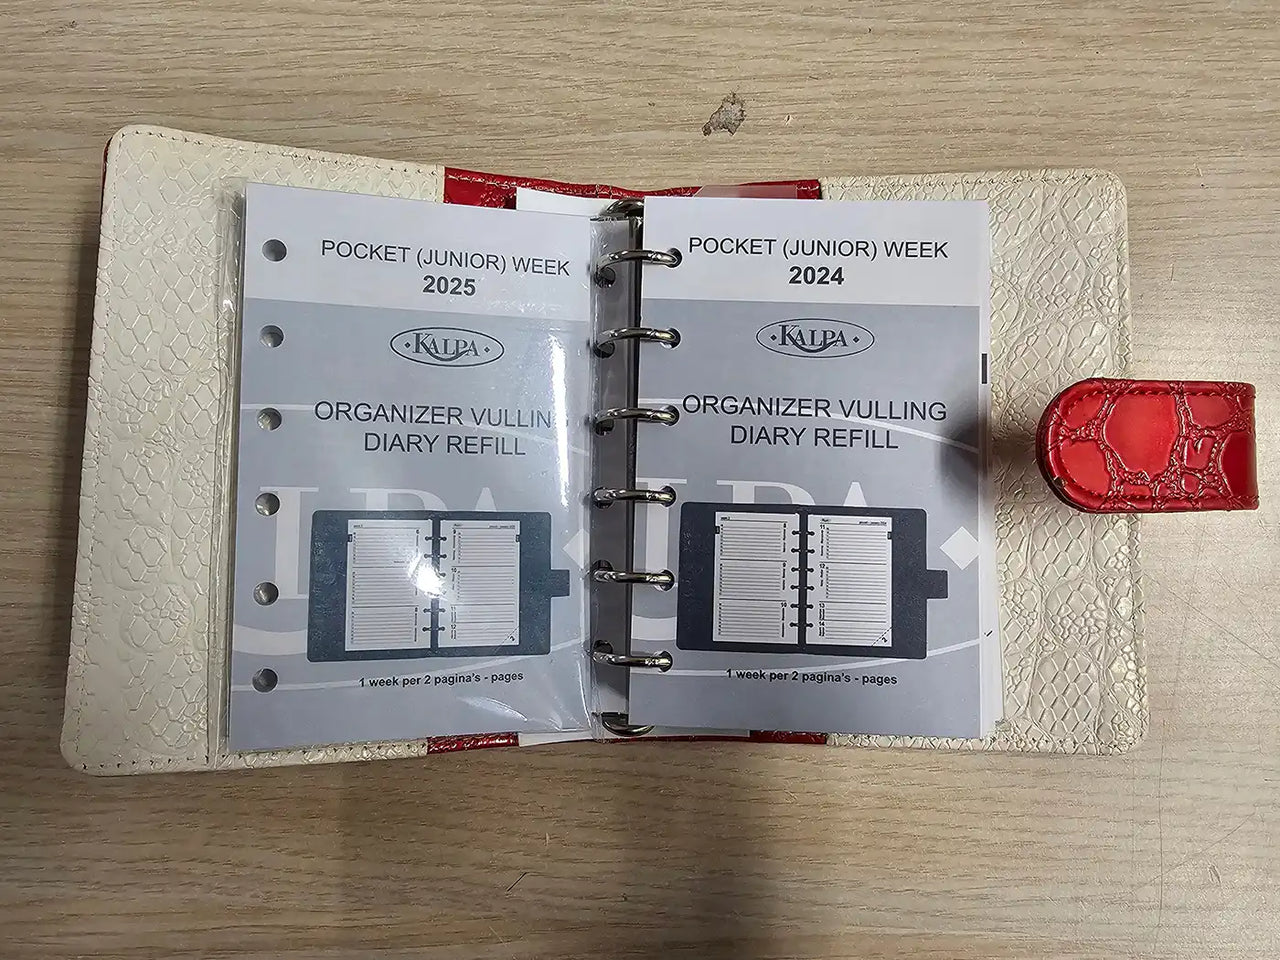 POCKET (JUNIOR) WEEK
2025
KALPA
ORGANIZER VULLIN
DIARY REFILL
1 week per 2 pagina's - pages
POCKET (JUNIOR) WEEK
2024
KALPA
ORGANIZER VULLING
DIARY REFILL
1 week per 2 pagina's - pages